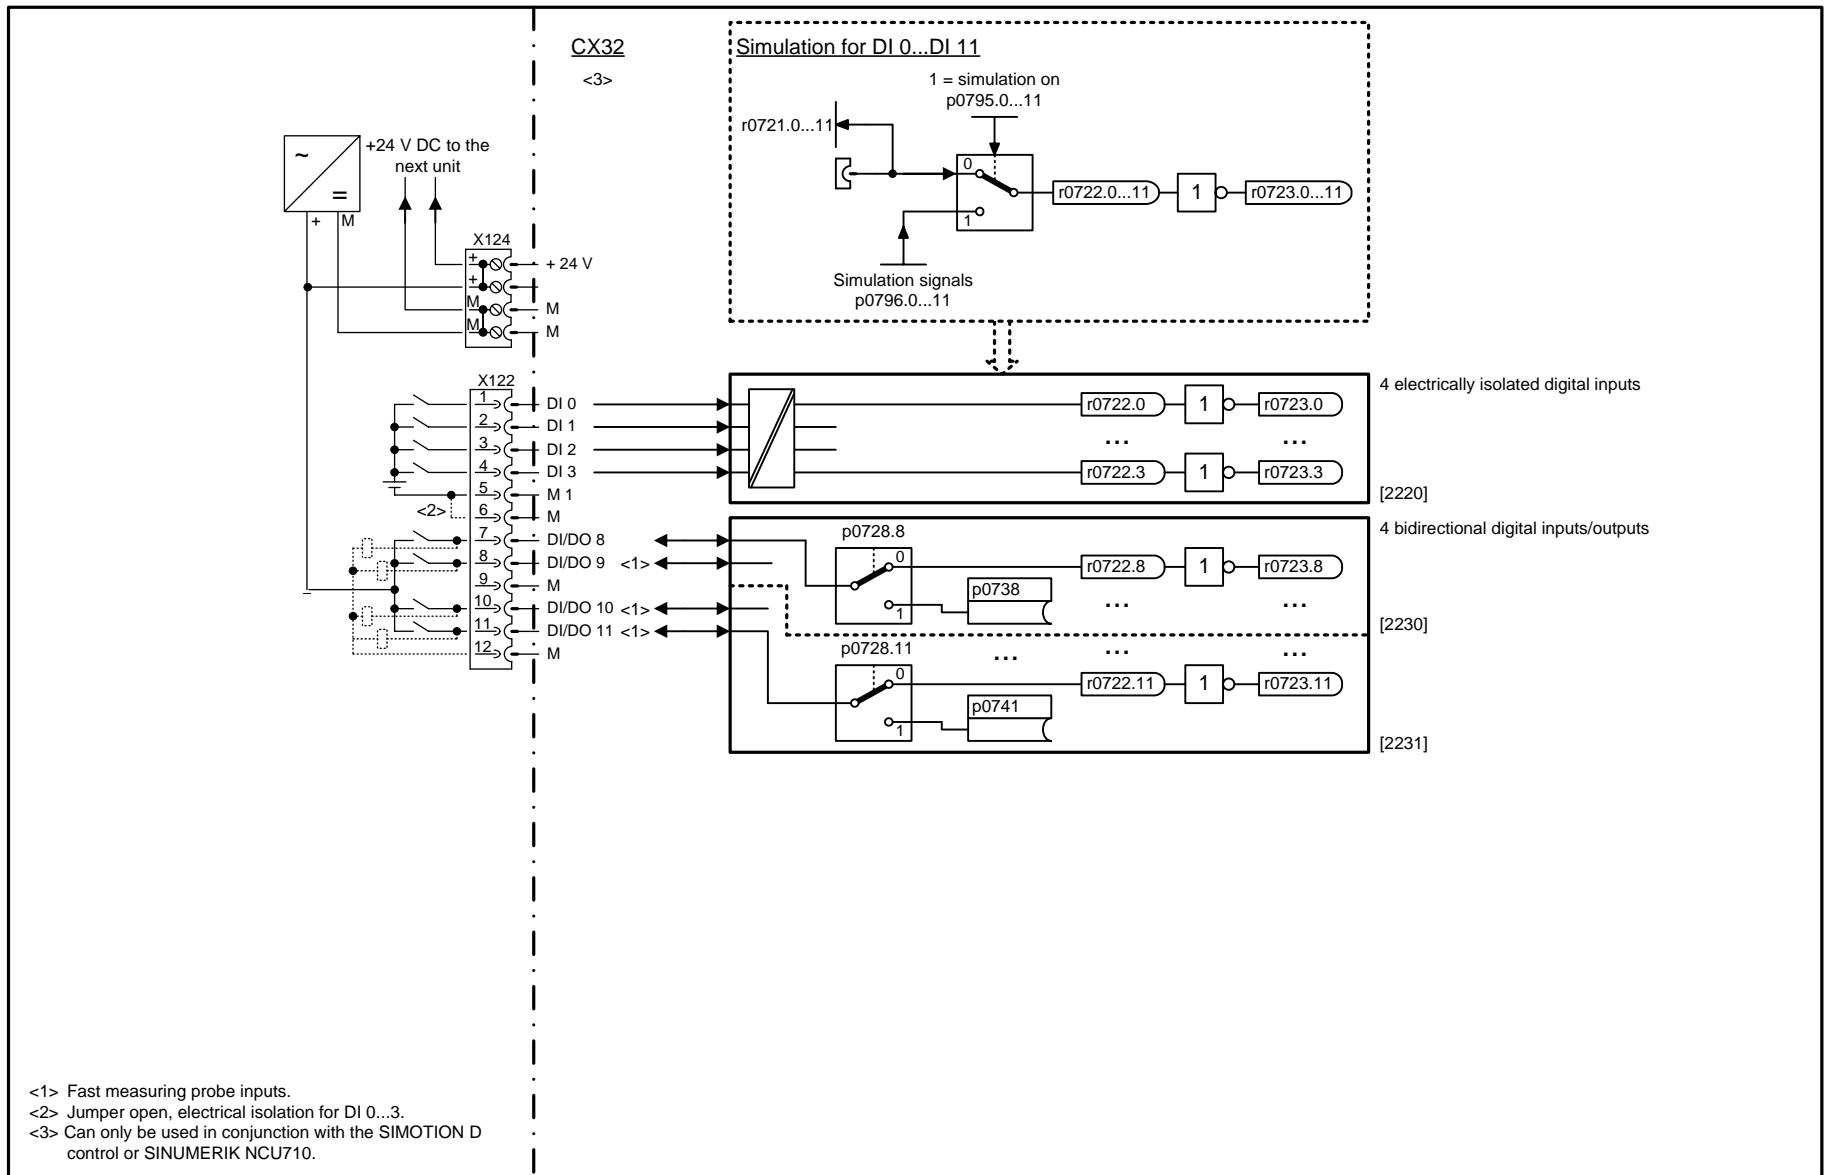 CX32
<3>
Simulation for DI 0...DI 11
1 = simulation on
p0795.0...11
r0721.0...11
0
1
r0722.0...11
1
r0723.0...11
Simulation signals
p0796.0...11
~
=
+24 V DC to the
next unit
+
M
X124
+
+ 24 V
+
M
M
M
M
X122
1
DI 0
2
DI 1
3
DI 2
4
DI 3
5
M 1
<2>
6
M
7
DI/DO 8
8
DI/DO 9 <1>
9
M
10
DI/DO 10 <1>
11
DI/DO 11 <1>
12
M
4 electrically isolated digital inputs
r0722.0
1
r0723.0
...
...
r0722.3
1
r0723.3
[2220]
4 bidirectional digital inputs/outputs
p0728.8
0
1
r0722.8
1
r0723.8
p0738
...
...
[2230]
p0728.11
...
...
...
0
1
r0722.11
1
r0723.11
p0741
[2231]
<1> Fast measuring probe inputs.
<2> Jumper open, electrical isolation for DI 0...3.
<3> Can only be used in conjunction with the SIMOTION D
control or SINUMERIK NCU710.